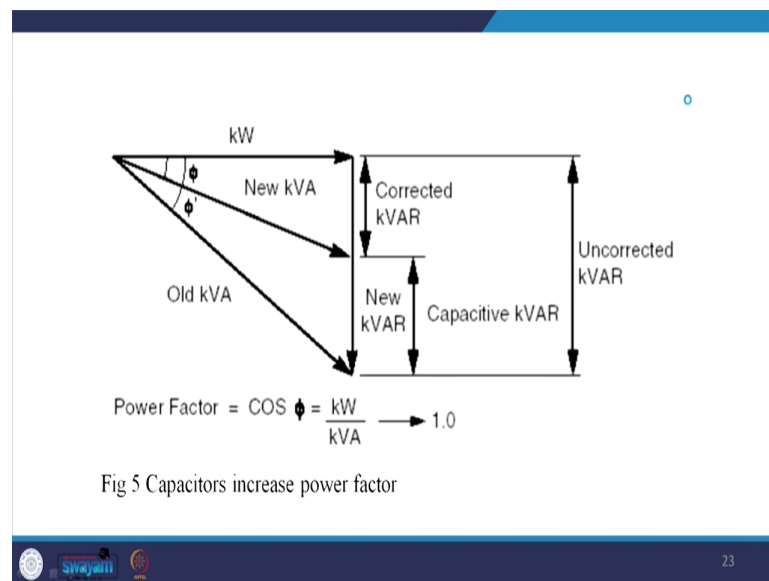 kW
ϕ
New kVA
ϕ'
Old kVA
Corrected
kVAR
Uncorrected
kVAR
New
kVAR
Capacitive kVAR
Power Factor = COS ϕ = kW
kVA
1.0
Fig 5 Capacitors increase power factor
swayam
23